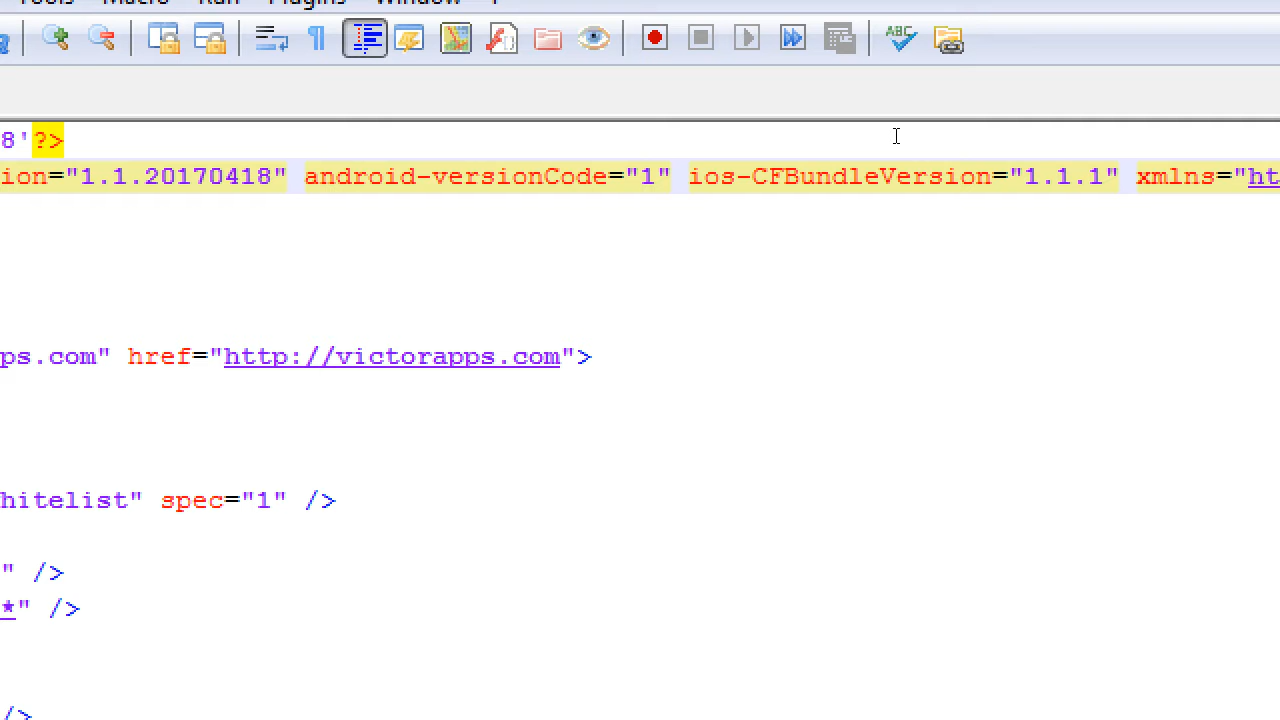 Tools Macro Run Plugins Window ?
ABC
8'?>
ion="1.1.20170418" android-versionCode="1" ios-CFBundleVersion="1.1.1" xmlns="ht
ps.com" href="http://victorapps.com">
hitelist" spec="1" />
" />
*" />
/>